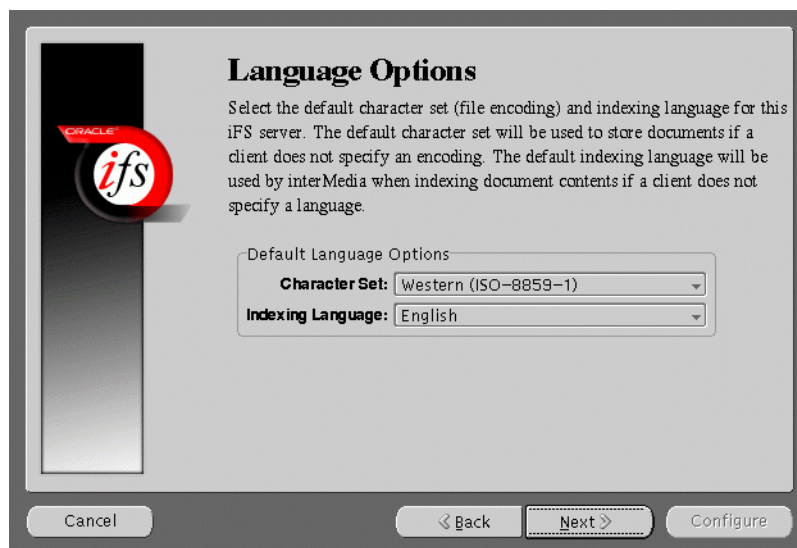 Language Options
Select the default character set (file encoding) and indexing language for this
iFS server. The default character set will be used to store documents if a
client does not specify an encoding. The default indexing language will be
used by interMedia when indexing document contents if a client does not
specify a language.
ORACLE
ifs
Default Language Options
Character Set: Western (ISO-8859-1)
Indexing Language: English
Cancel Back Next Configure